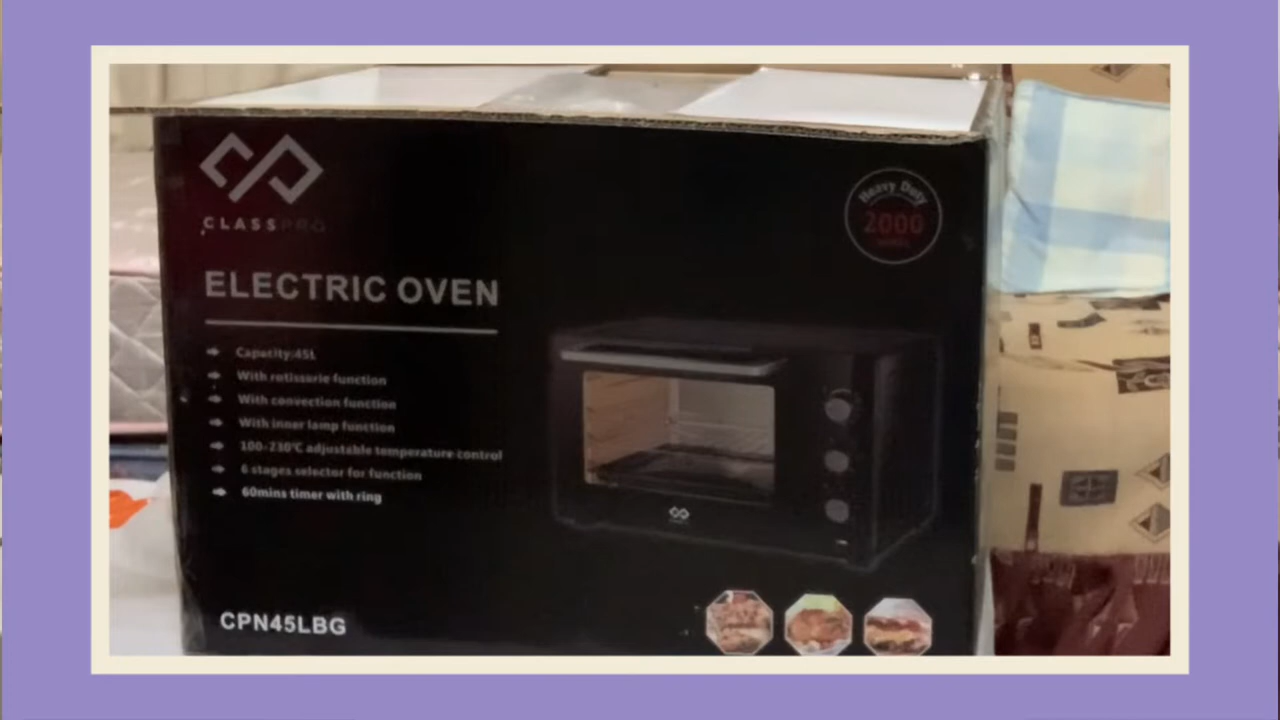 CLASSPRO
Heavy Duty
2000
ELECTRIC OVEN
Capacity:45L
With rotisserie function
With convection function
With inner lamp function
100-230℃ adjustable temperature control
6 stages selector for function
60mins timer with ring
CPN45LBG